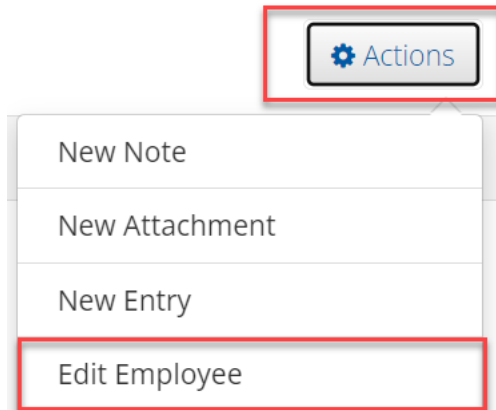 Actions
New Note
New Attachment
New Entry
Edit Employee